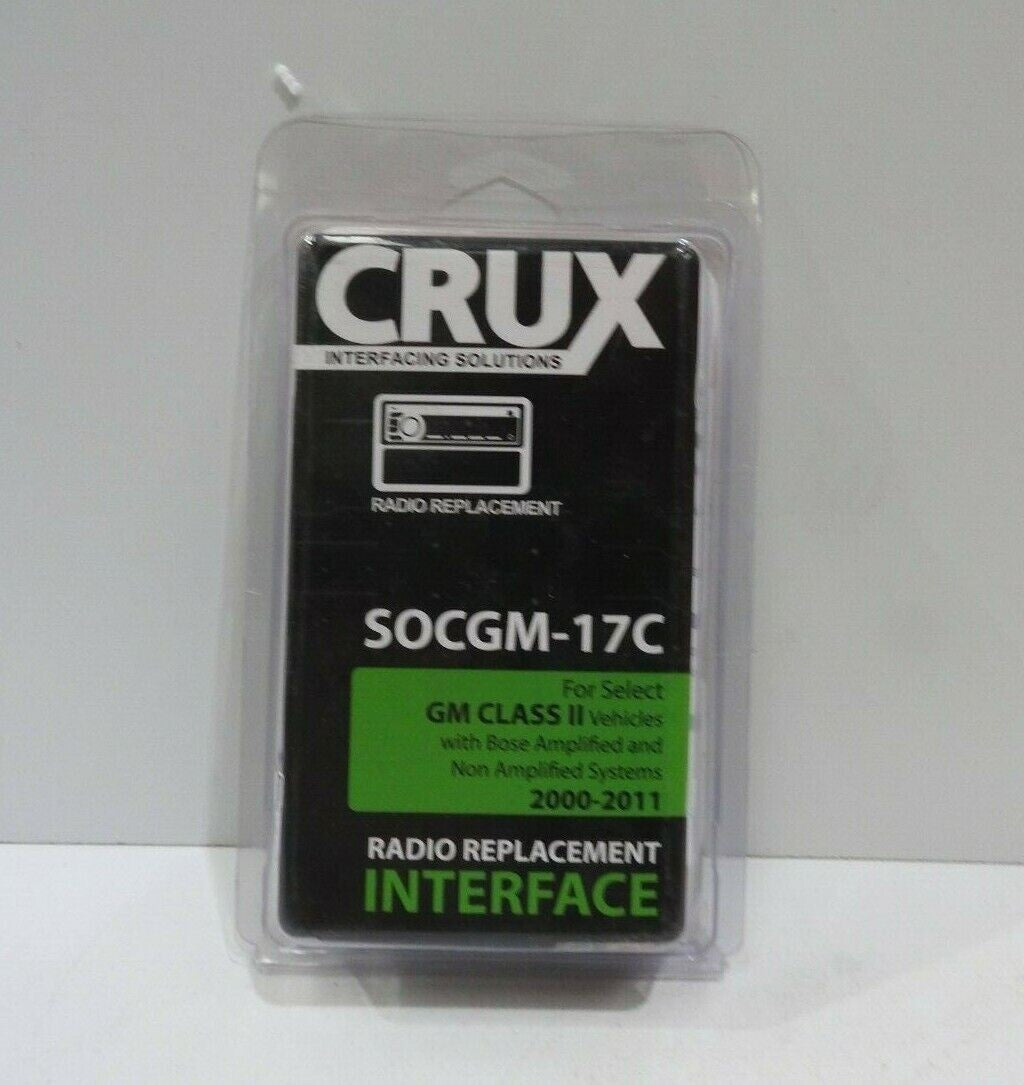 CRUX
INTERFACING SOLUTIONS
RADIO REPLACEMENT
SOCGM-17C
For Select
GM CLASS II Vehicles
with Bose Amplified and
Non Amplified Systems
2000-2011
RADIO REPLACEMENT
INTERFACE